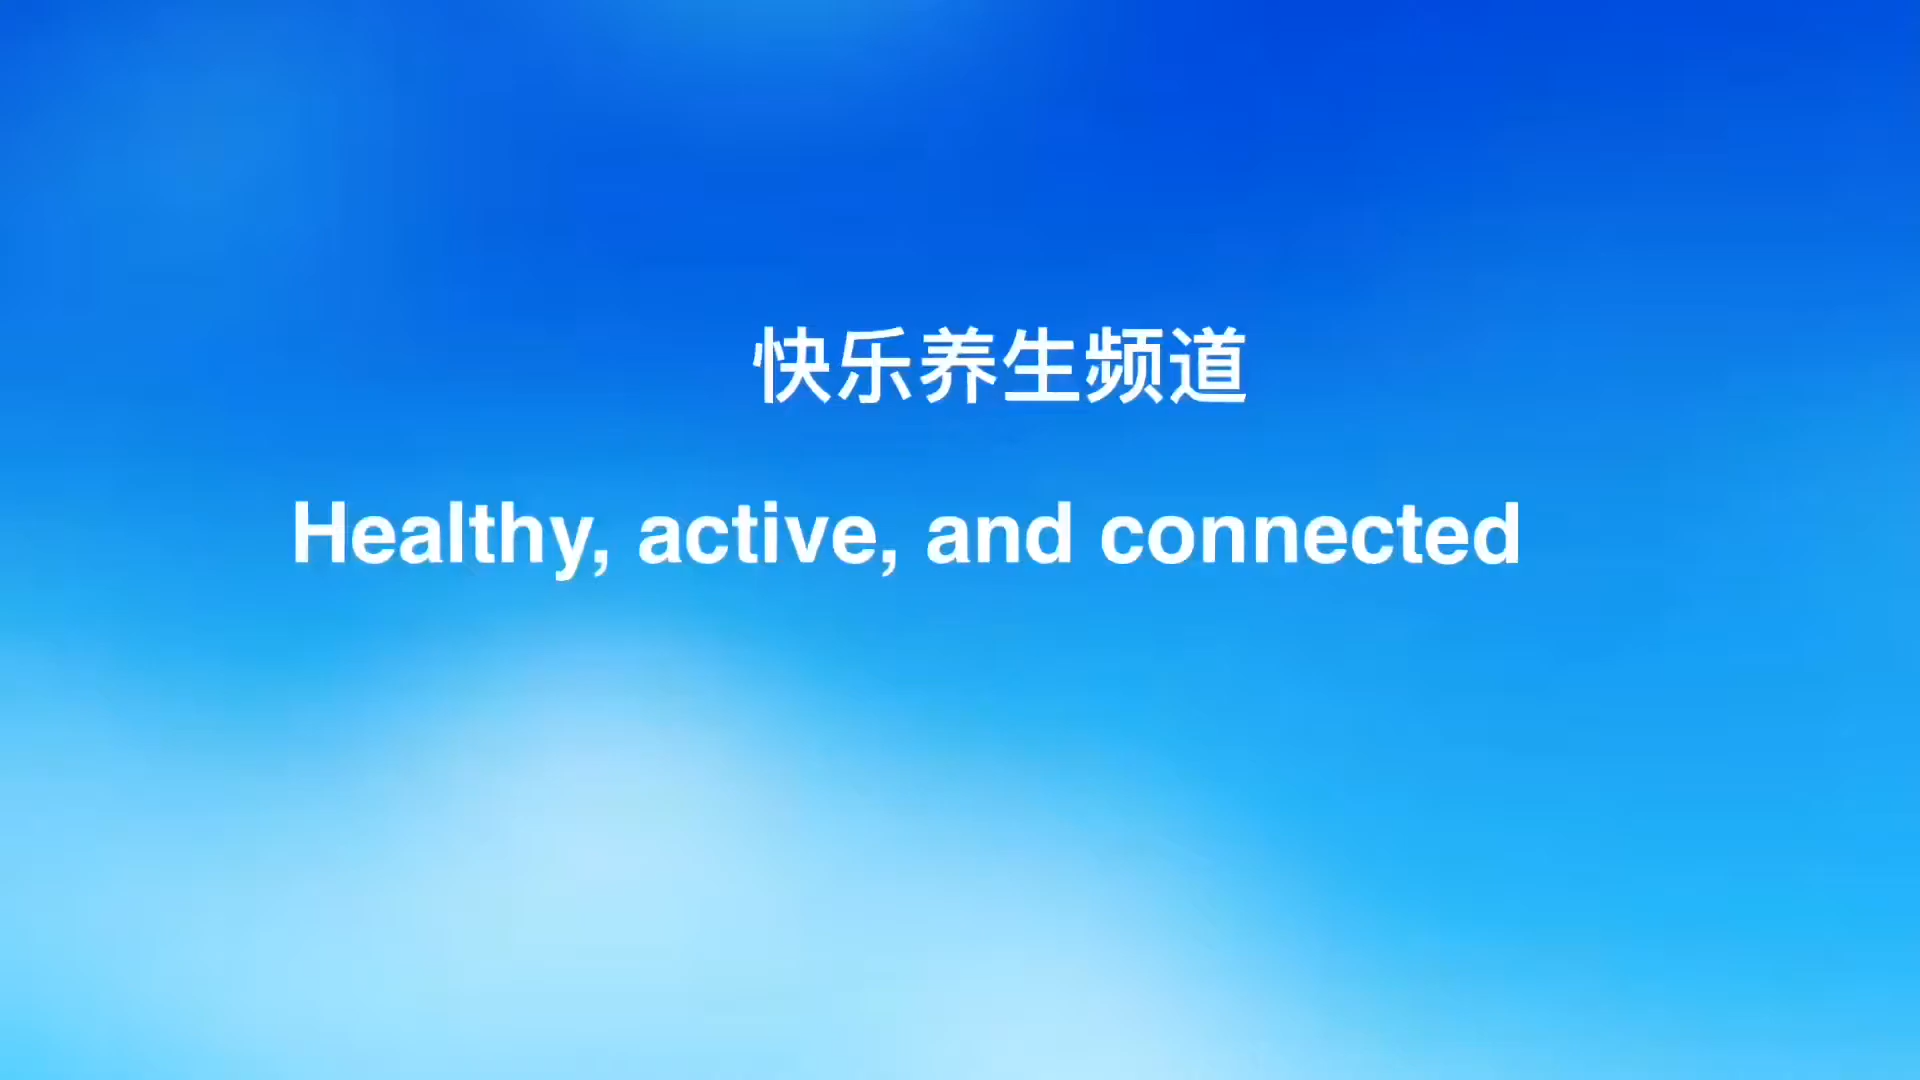 快乐养生频道
Healthy, active, and connected